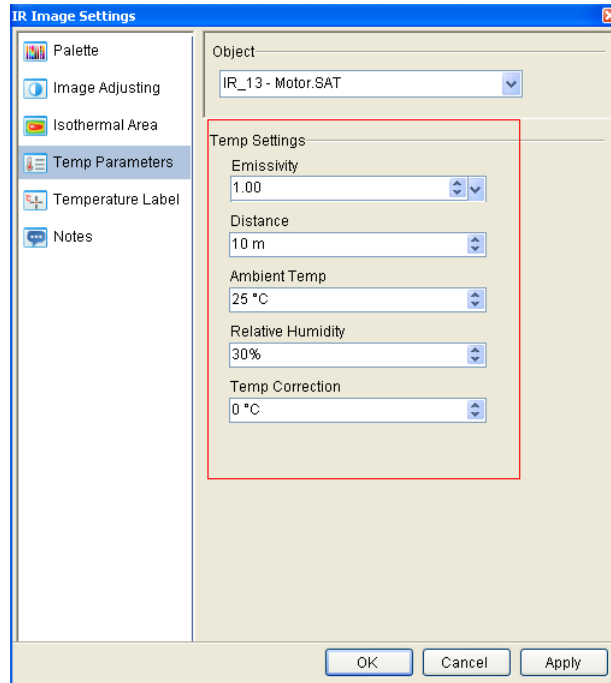 IR Image Settings
Palette
Image Adjusting
Isothermal Area
Temp Parameters
Temperature Label
Notes
Object
IR_13 - Motor.SAT
Temp Settings
Emissivity
1.00
Distance
10 m
Ambient Temp
25 °C
Relative Humidity
30%
Temp Correction
0 °C
OK Cancel Apply